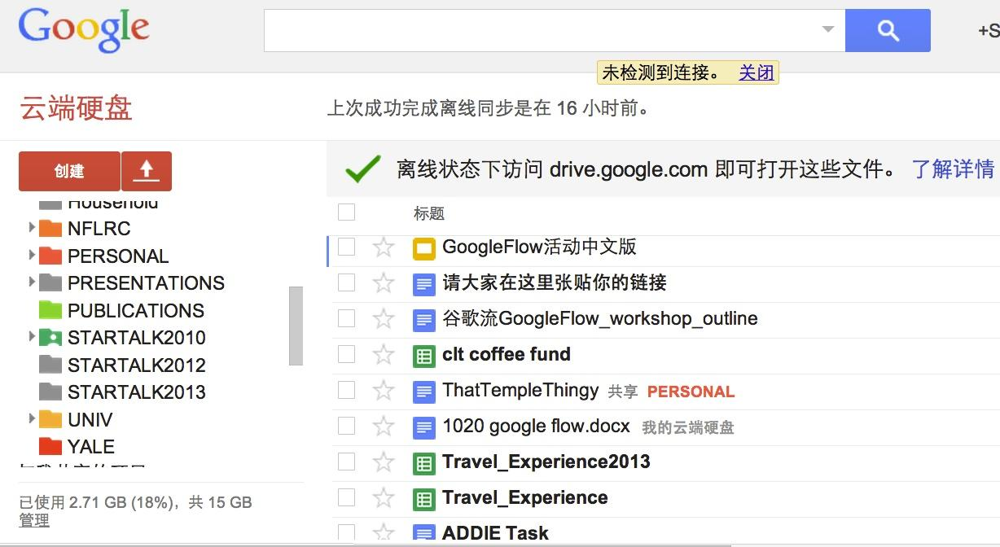 Google
+S
未检测到连接。 关闭
云端硬盘
上次成功完成离线同步是在 16 小时前。
创建
离线状态下访问 drive.google.com 即可打开这些文件。 了解详情
标题
Household
NFLRC
PERSONAL
PRESENTATIONS
PUBLICATIONS
STARTALK2010
STARTALK2012
STARTALK2013
UNIV
YALE
已使用 2.71 GB (18%)，共 15 GB
管理
GoogleFlow活动中文版
请大家在这里张贴你的链接
谷歌流GoogleFlow_workshop_outline
clt coffee fund
ThatTempleThingy 共享 PERSONAL
1020 google flow.docx 我的云端硬盘
Travel_Experience2013
Travel_Experience
ADDIE Task